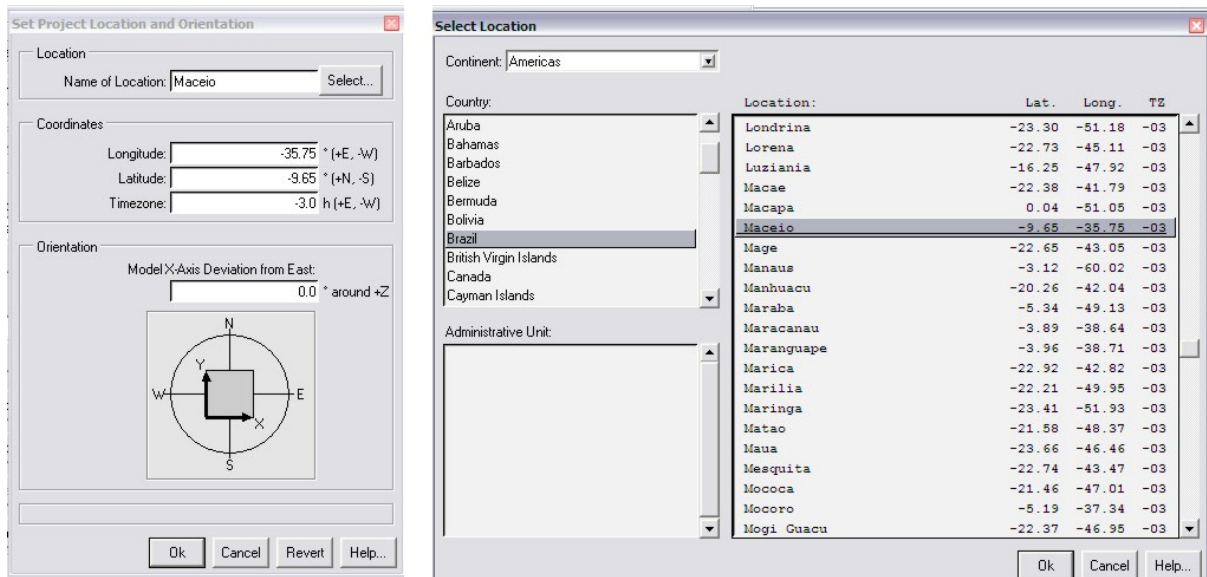 Set Project Location and Orientation
Location
Name of Location: Maceio Select...
Coordinates
Longitude: -35.75 ° (+E, -W)
Latitude: -9.65 ° (+N, -S)
Timezone: -3.0 h (+E, -W)
Orientation
Model X-Axis Deviation from East:
0.0 ° around +Z
N
Y
W E
X
S
Ok Cancel Revert Help...
Select Location
Continent: Americas
Country:
Aruba
Bahamas
Barbados
Belize
Bermuda
Bolivia
Brazil
British Virgin Islands
Canada
Cayman Islands
Administrative Unit:
Location: Lat. Long. TZ
Londrina -23.30 -51.18 -03
Lorena -22.73 -45.11 -03
Luziania -16.25 -47.92 -03
Macae -22.38 -41.79 -03
Macapa 0.04 -51.05 -03
Maceio -9.65 -35.75 -03
Mage -22.65 -43.05 -03
Manaus -3.12 -60.02 -03
Manhuacu -20.26 -42.04 -03
Maraba -5.34 -49.13 -03
Maracanau -3.89 -38.64 -03
Maranguape -3.96 -38.71 -03
Marica -22.92 -42.82 -03
Marilia -22.21 -49.95 -03
Maringa -23.41 -51.93 -03
Matao -21.58 -48.37 -03
Maua -23.66 -46.46 -03
Mesquita -22.74 -43.47 -03
Mococa -21.46 -47.01 -03
Mocoro -5.19 -37.34 -03
Mogi Guacu -22.37 -46.95 -03
Ok Cancel Help...